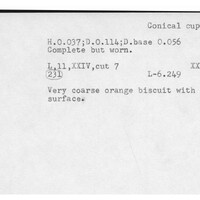 Conical cup
H.0.037;D.0.114;D.base 0.056
Complete but worn.
L,11,XXIV,cut 7 XX
231 L-6.249
Very coarse orange biscuit with
surface.